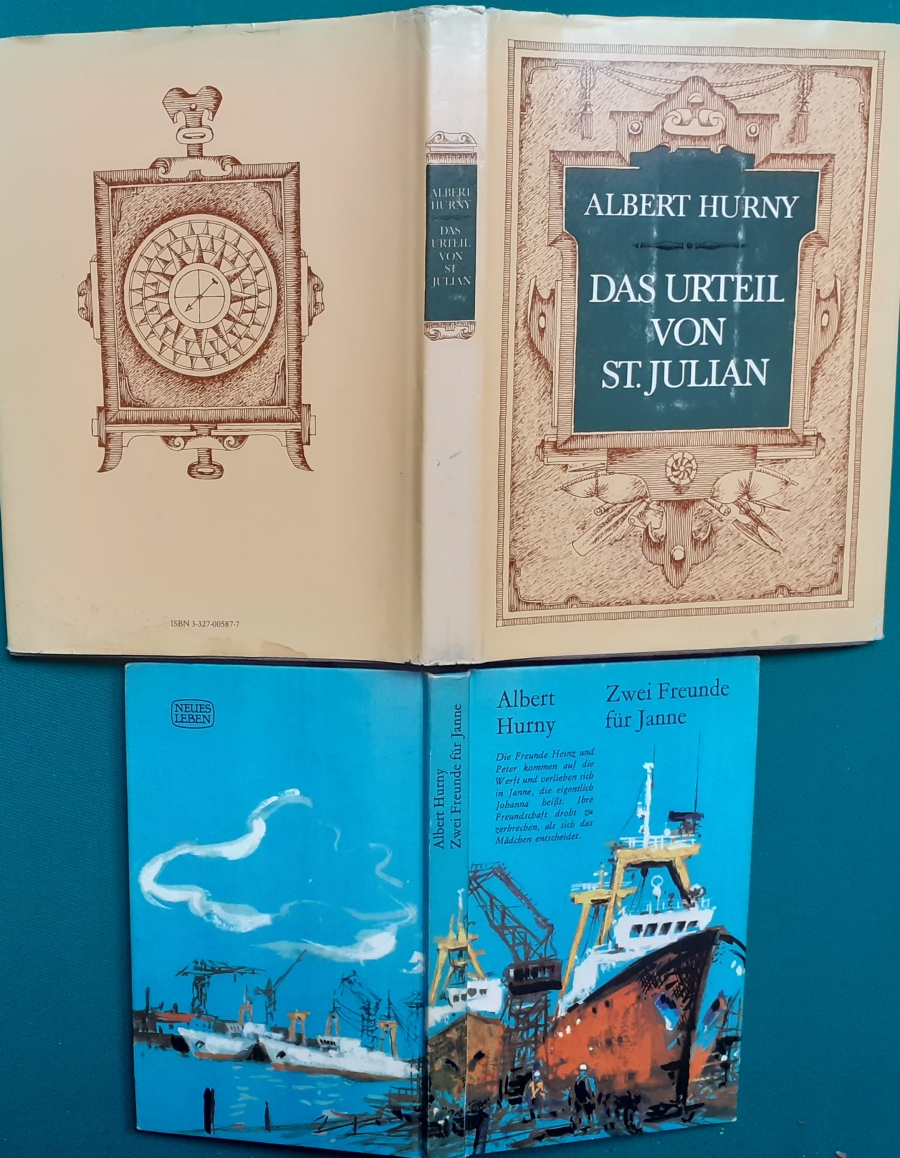 ALBERT
HURNY
DAS
URTEIL
VON
ST.
JULIAN
ALBERT HURNY
DAS URTEIL
VON
ST. JULIAN
ISBN 3-327-00587-7
NEUES
LEBEN
Albert Hurny
Zwei Freunde für Janne
Albert
Hurny
Zwei Freunde
für Janne
Die Freunde Heinz und
Peter kommen auf die
Werft und verlieben sich
in Janne, die eigentlich
Johanna heißt. Ihre
Freundschaft droht zu
zerbrechen, als sich das
Mädchen entscheidet.